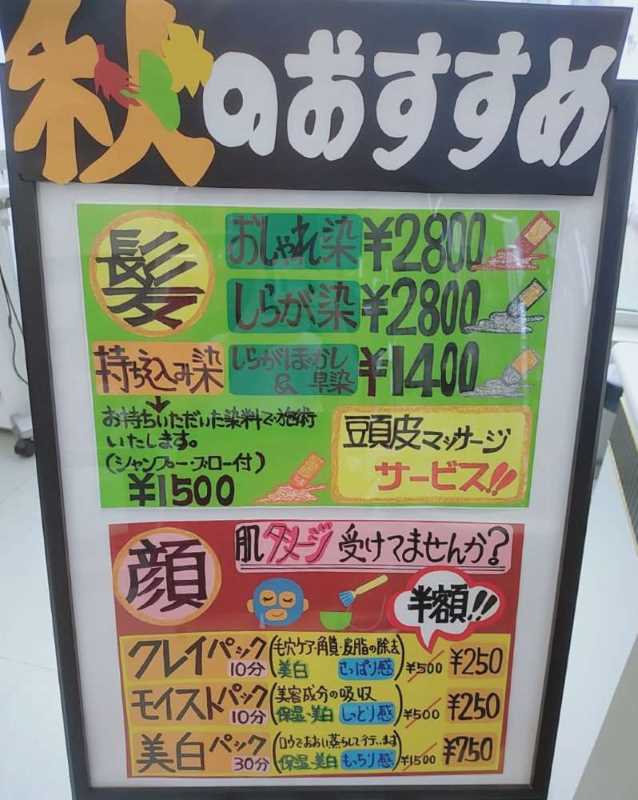 秋のおすすめ
髪
おしゃれ染 ¥2800
しらが染 ¥2800
しらがぼかし & 早染 ¥1400
持ち込み染
お持ちいただいた染料で施術
いたします。
(シャンプー・ブロー付)
¥1500
頭皮マッサージ
サービス!!
顔
肌ダメージ 受けてませんか?
半額!!
クレイパック 10分 (毛穴ケア・角質・皮脂の除去 美白 さっぱり感) ¥500 ¥250
モイストパック 10分 (美容成分の吸収 保湿・美白 しっとり感) ¥500 ¥250
美白パック 30分 (ロウでおおい蒸らして行います 保湿・美白 もっちり感) ¥1500 ¥750